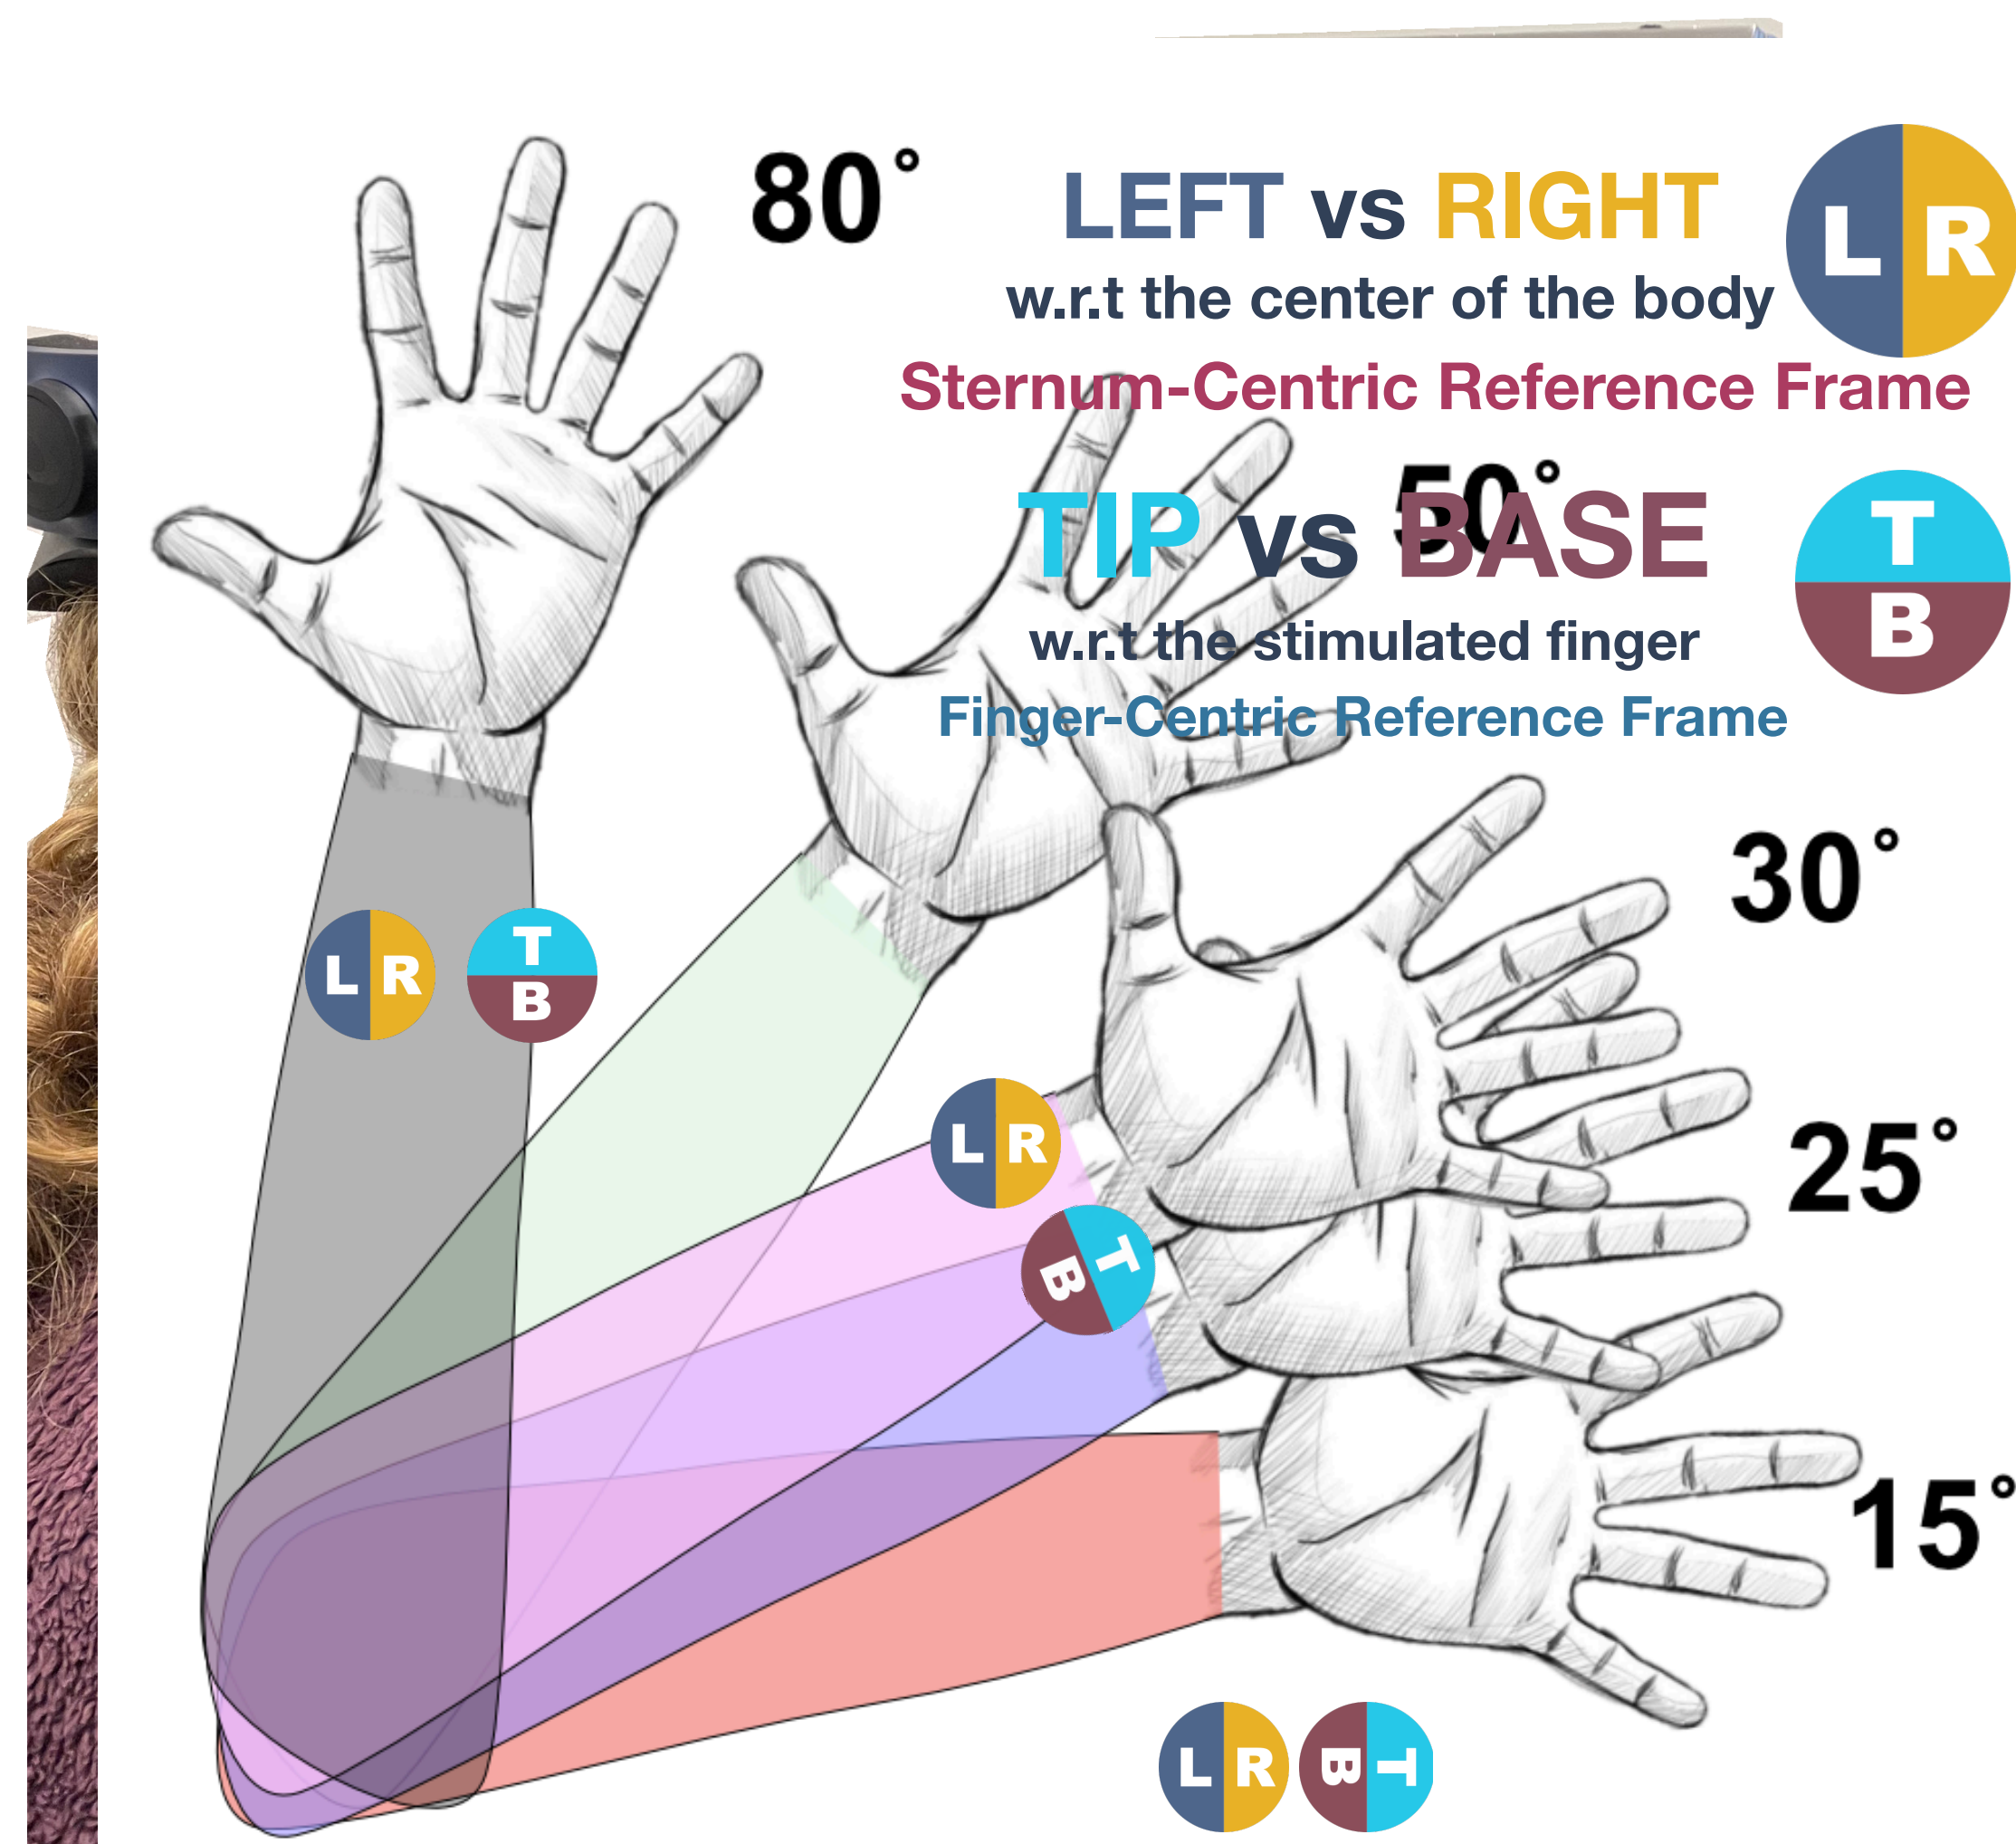 80°
LEFT vs RIGHT
L R
w.r.t the center of the body
Sternum-Centric Reference Frame
50°
TIP vs BASE
T
B
w.r.t the stimulated finger
Finger-Centric Reference Frame
30°
L R
T
B
L R
25°
B T
15°
L R
B T